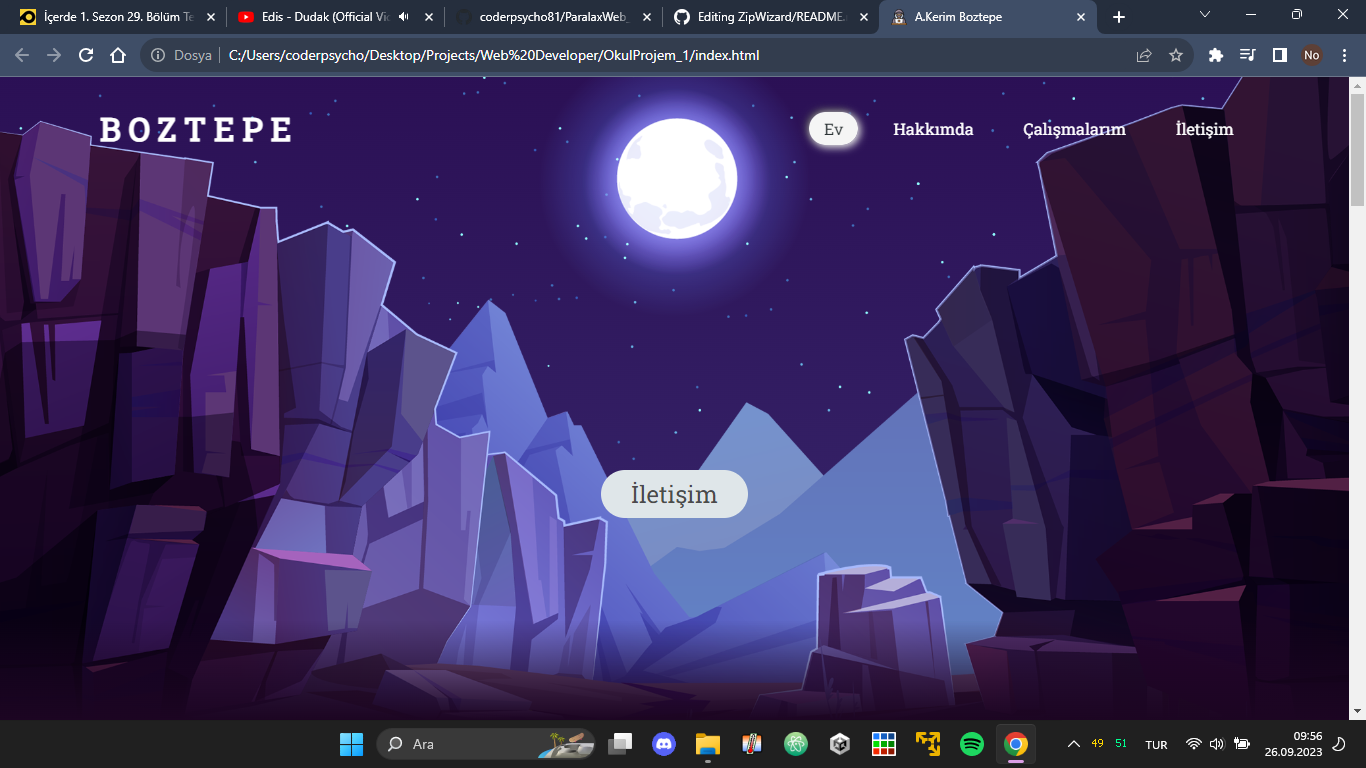 İçerde 1. Sezon 29. Bölüm Te
Edis - Dudak (Official Vi
coderpsycho81/ParalaxWeb_
Editing ZipWizard/README.
A.Kerim Boztepe
Dosya
C:/Users/coderpsycho/Desktop/Projects/Web%20Developer/OkulProjem_1/index.html
No
BOZTEPE
Ev
Hakkımda
Çalışmalarım
İletişim
İletişim
Ara
49
51
TUR
09:56
26.09.2023